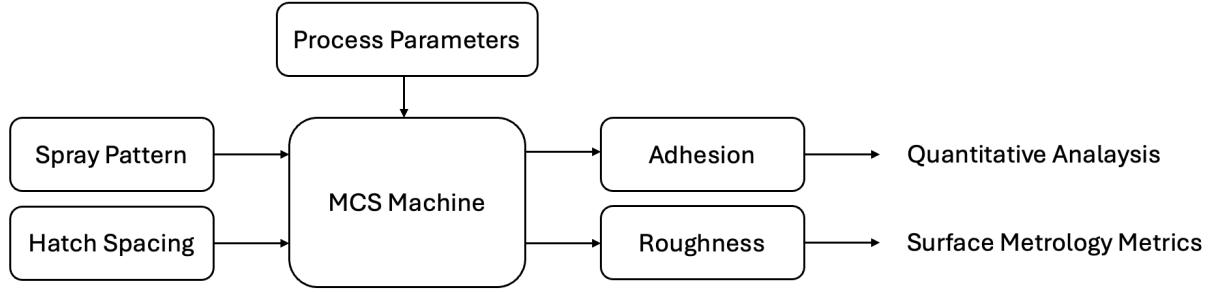 Process Parameters
Spray Pattern
Hatch Spacing
MCS Machine
Adhesion
Roughness
Quantitative Analaysis
Surface Metrology Metrics